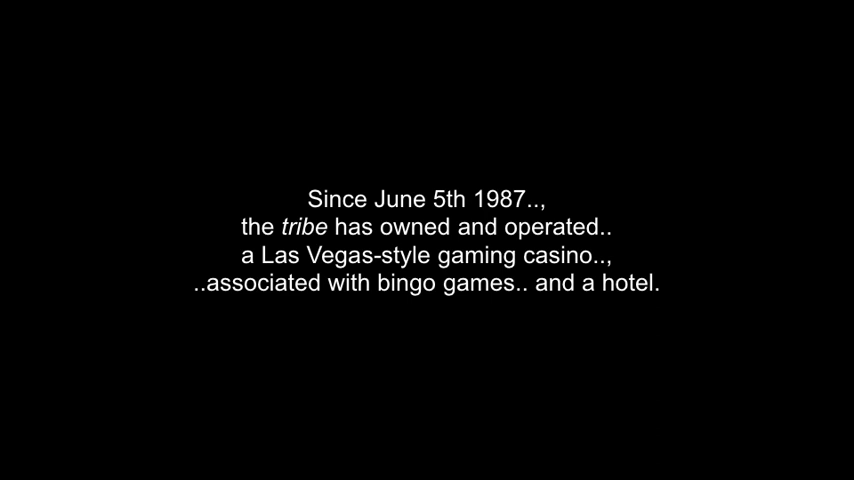 Since June 5th 1987..,
the tribe has owned and operated..
a Las Vegas-style gaming casino..,
..associated with bingo games.. and a hotel.